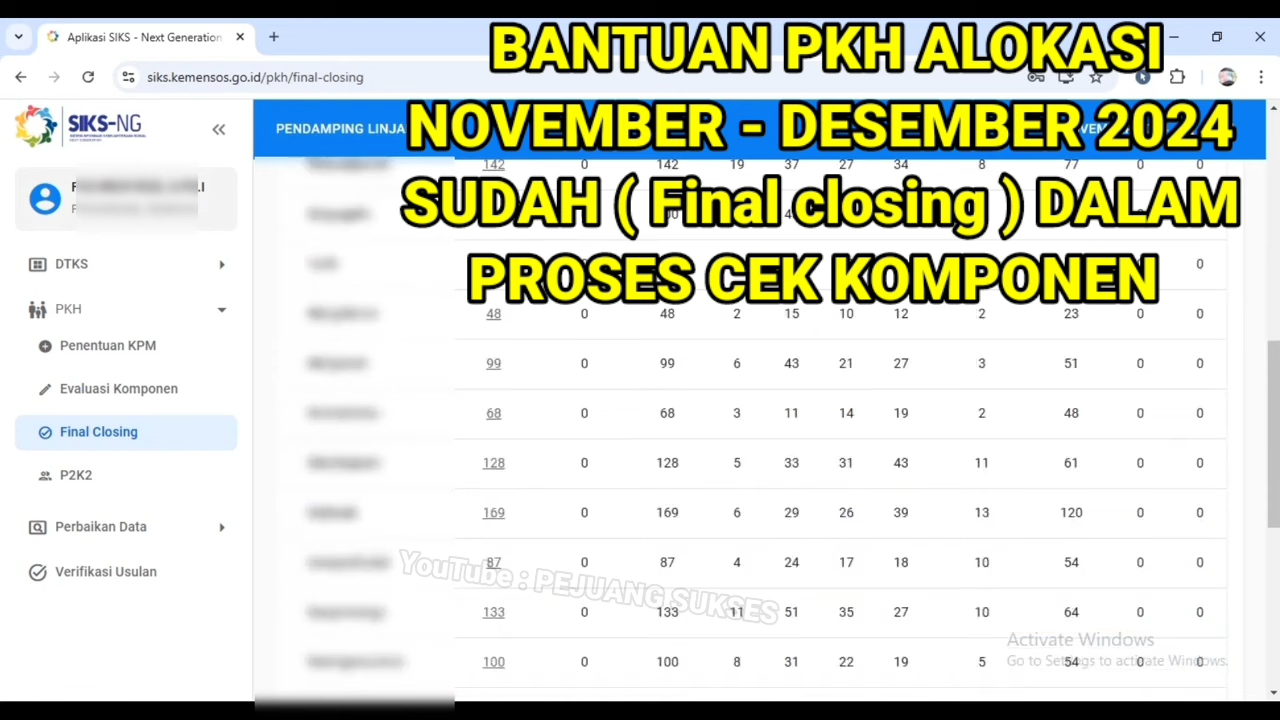 Aplikasi SIKS - Next Generation
siks.kemensos.go.id/pkh/final-closing
BANTUAN PKH ALOKASI
NOVEMBER - DESEMBER 2024
SUDAH ( Final closing ) DALAM
PROSES CEK KOMPONEN
SIKS-NG
PENDAMPING LINJA
DTKS
PKH
Penentuan KPM
Evaluasi Komponen
Final Closing
P2K2
Perbaikan Data
Verifikasi Usulan
142 0 142 19 37 27 34 8 77
0
48 0 48 2 15 10 12 2 23 0 0
99 0 99 6 43 21 27 3 51 0 0
68 0 68 3 11 14 19 2 48 0 0
128 0 128 5 33 31 43 11 61 0 0
169 0 169 6 29 26 39 13 120 0 0
87 0 87 4 24 17 18 10 54 0 0
133 0 133 11 51 35 27 10 64 0 0
100 0 100 8 31 22 19 5 54 0 0
YouTube : PEJUANG SUKSES
Activate Windows
Go to Settings to activate Windows.